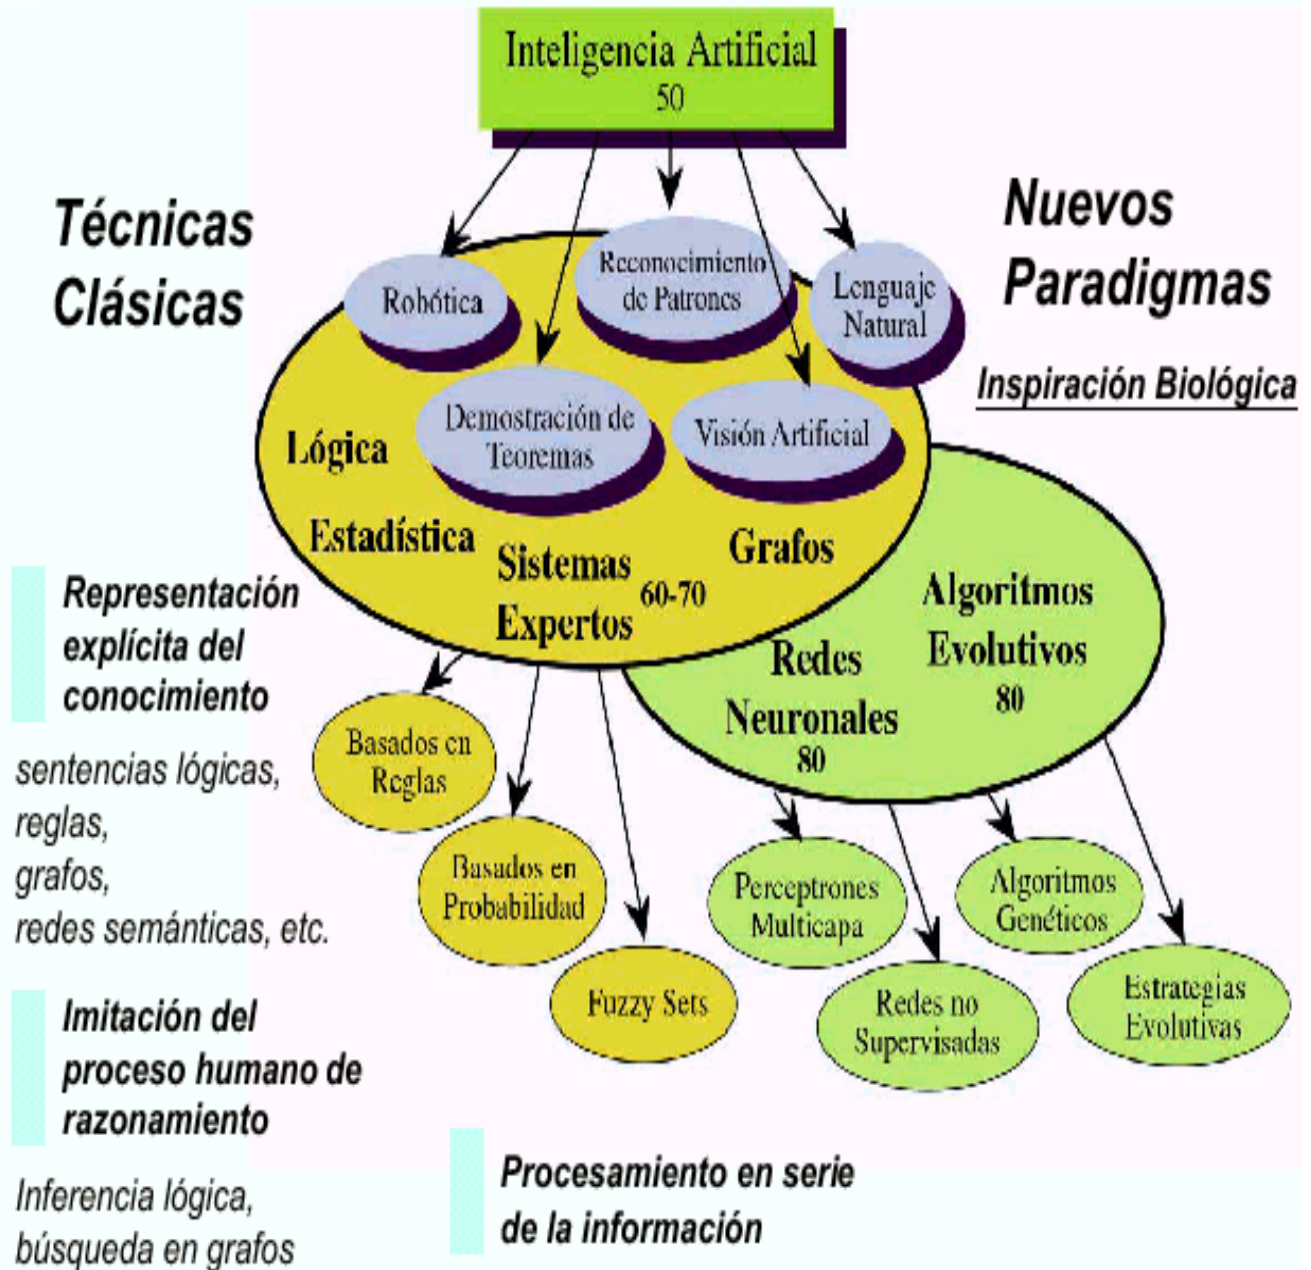 Inteligencia Artificial
50
Técnicas
Clásicas
Nuevos
Paradigmas
Inspiración Biológica
Robótica
Reconocimiento
de Patrones
Lenguaje
Natural
Demostración de
Teoremas
Visión Artificial
Lógica
Estadística
Sistemas
Expertos
60-70
Grafos
Algoritmos
Evolutivos
80
Redes
Neuronales
80
Representación
explícita del
conocimiento
sentencias lógicas,
reglas,
grafos,
redes semánticas, etc.
Basados en
Reglas
Basados en
Probabilidad
Fuzzy Sets
Perceptrones
Multicapa
Redes no
Supervisadas
Algoritmos
Genéticos
Estrategias
Evolutivas
Imitación del
proceso humano de
razonamiento
Inferencia lógica,
búsqueda en grafos
Procesamiento en serie
de la información